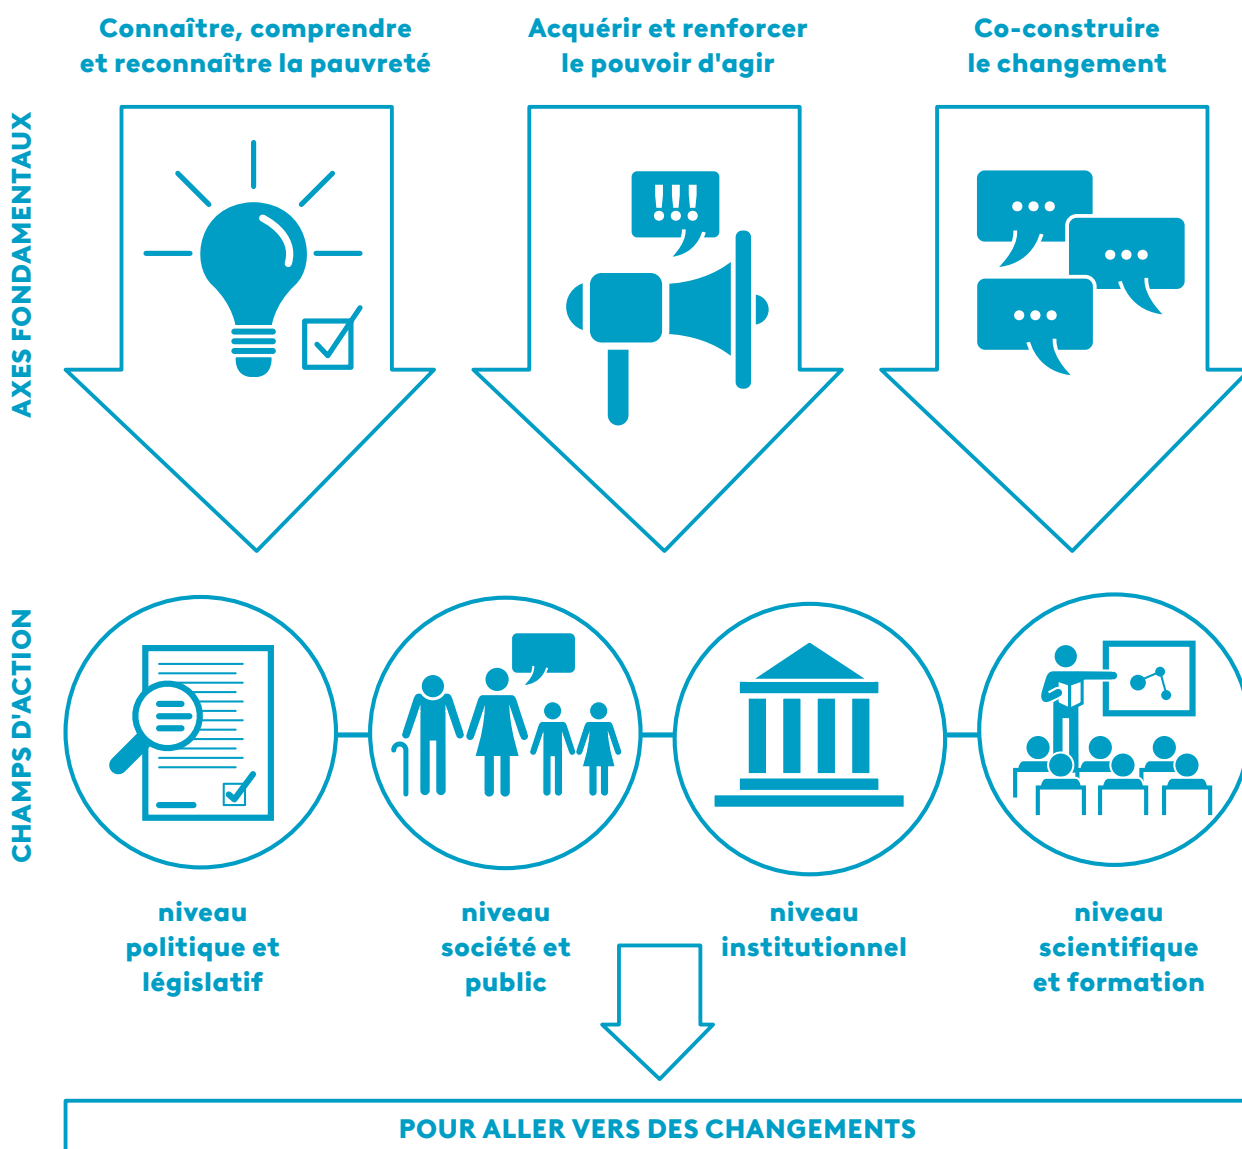 Connaître, comprendre
et reconnaître la pauvreté
Acquérir et renforcer
le pouvoir d'agir
Co-construire
le changement
AXES FONDAMENTAUX
!!!
CHAMPS D'ACTION
niveau
politique et
législatif
niveau
société et
public
niveau
institutionnel
niveau
scientifique
et formation
POUR ALLER VERS DES CHANGEMENTS